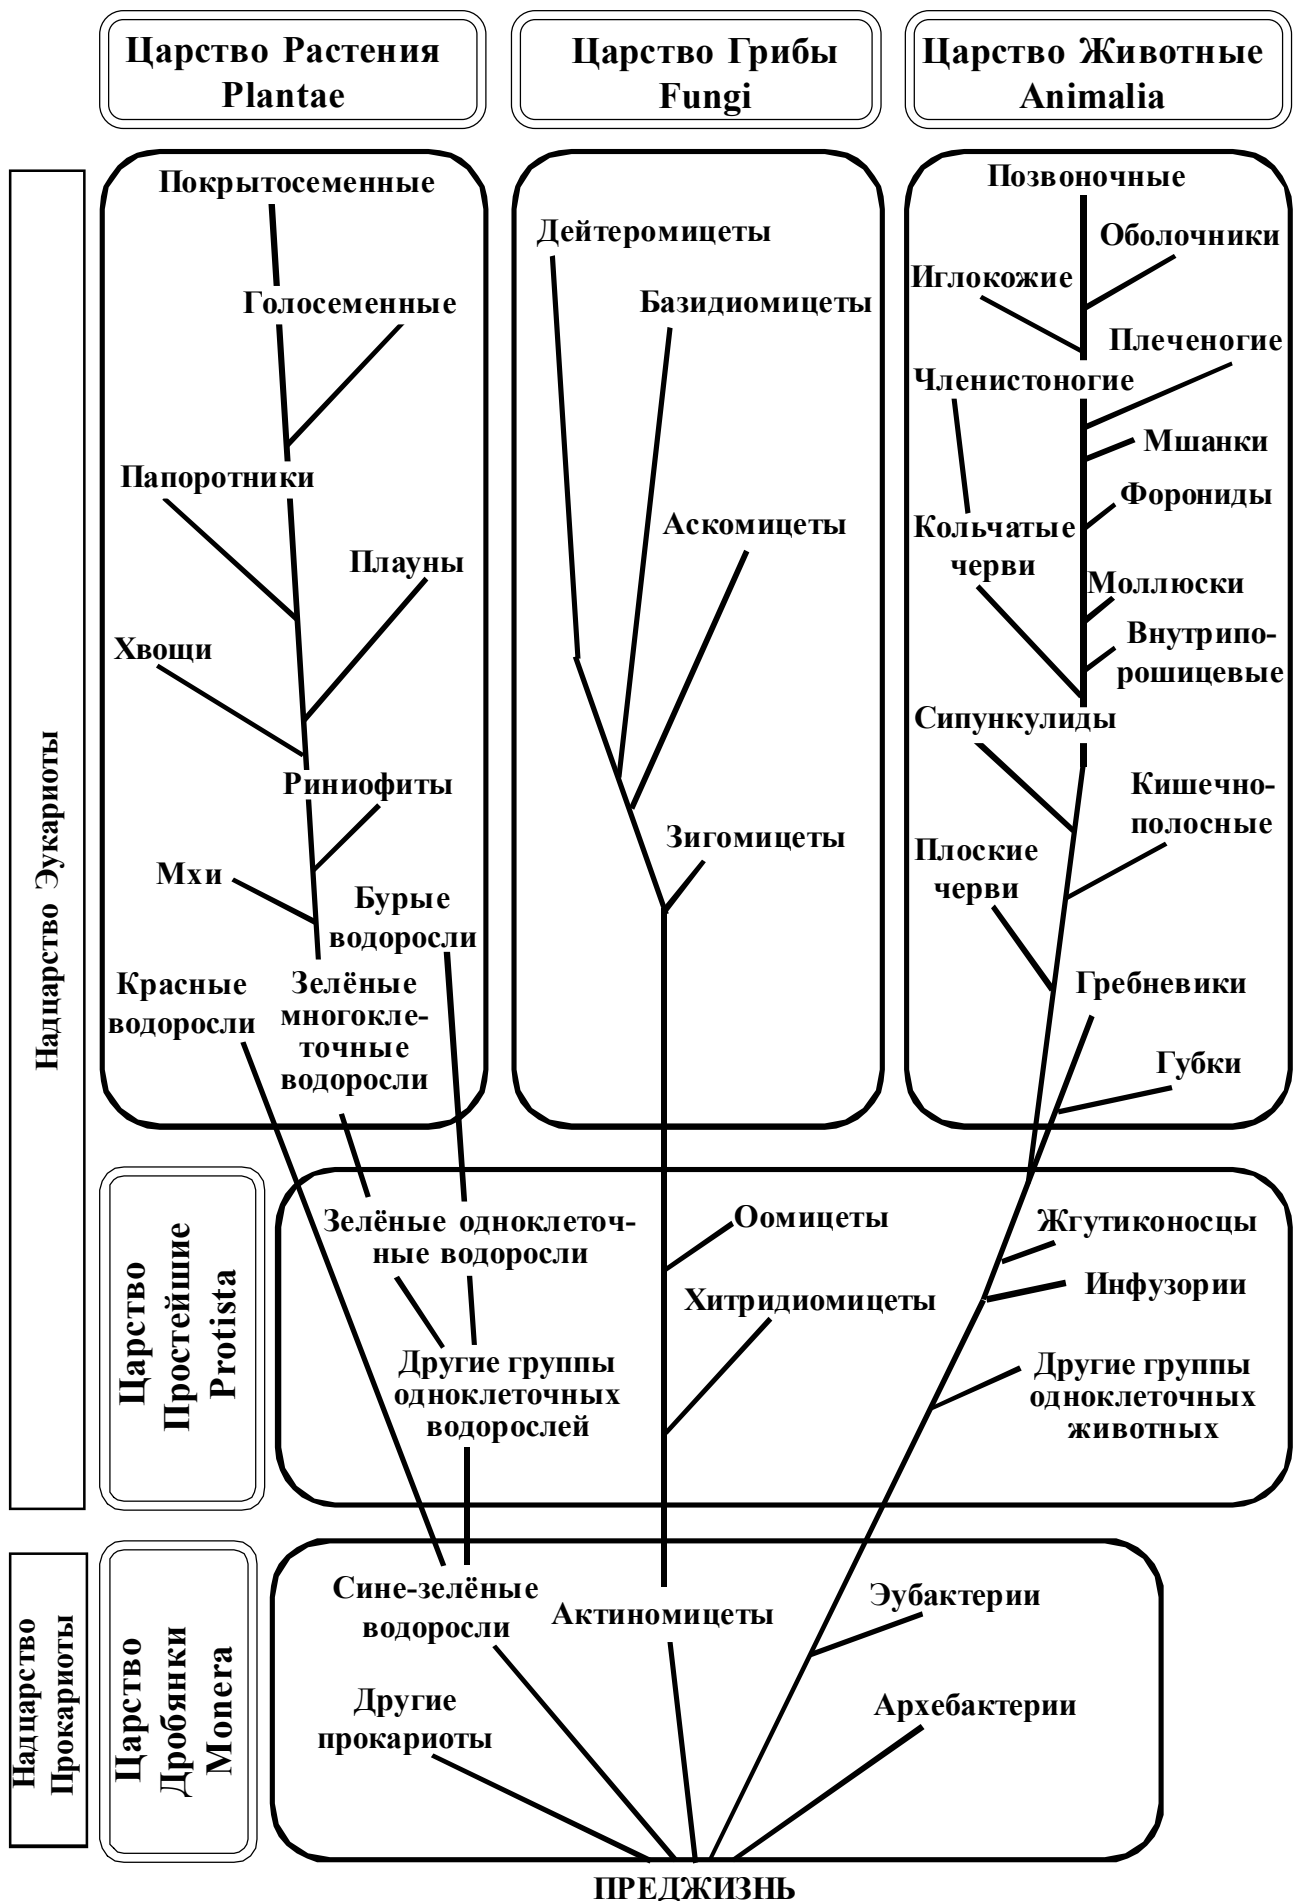 Царство Растения
Plantae
Царство Грибы
Fungi
Царство Животные
Animalia
Надцарство Эукариоты
Покрытосеменные
Голосеменные
Папоротники
Плауны
Хвощи
Риниофиты
Мхи
Бурые
водоросли
Красные
водоросли
Зелёные
многокле-
точные
водоросли
Дейтеромицеты
Базидиомицеты
Аскомицеты
Зигомицеты
Позвоночные
Оболочники
Иглокожие
Плеченогие
Членистоногие
Мшанки
Форониды
Кольчатые
черви
Моллюски
Внутрипо-
рошицевые
Сипункулиды
Кишечно-
полосные
Плоские
черви
Гребневики
Губки
Царство
Простейшие
Protista
Зелёные одноклеточ-
ные водоросли
Другие группы
одноклеточных
водорослей
Оомицеты
Хитридиомицеты
Жгутиконосцы
Инфузории
Другие группы
одноклеточных
животных
Надцарство
Прокариоты
Царство
Дробянки
Monera
Сине-зелёные
водоросли
Актиномицеты
Эубактерии
Другие
прокариоты
Архебактерии
ПРЕДЖИЗНЬ